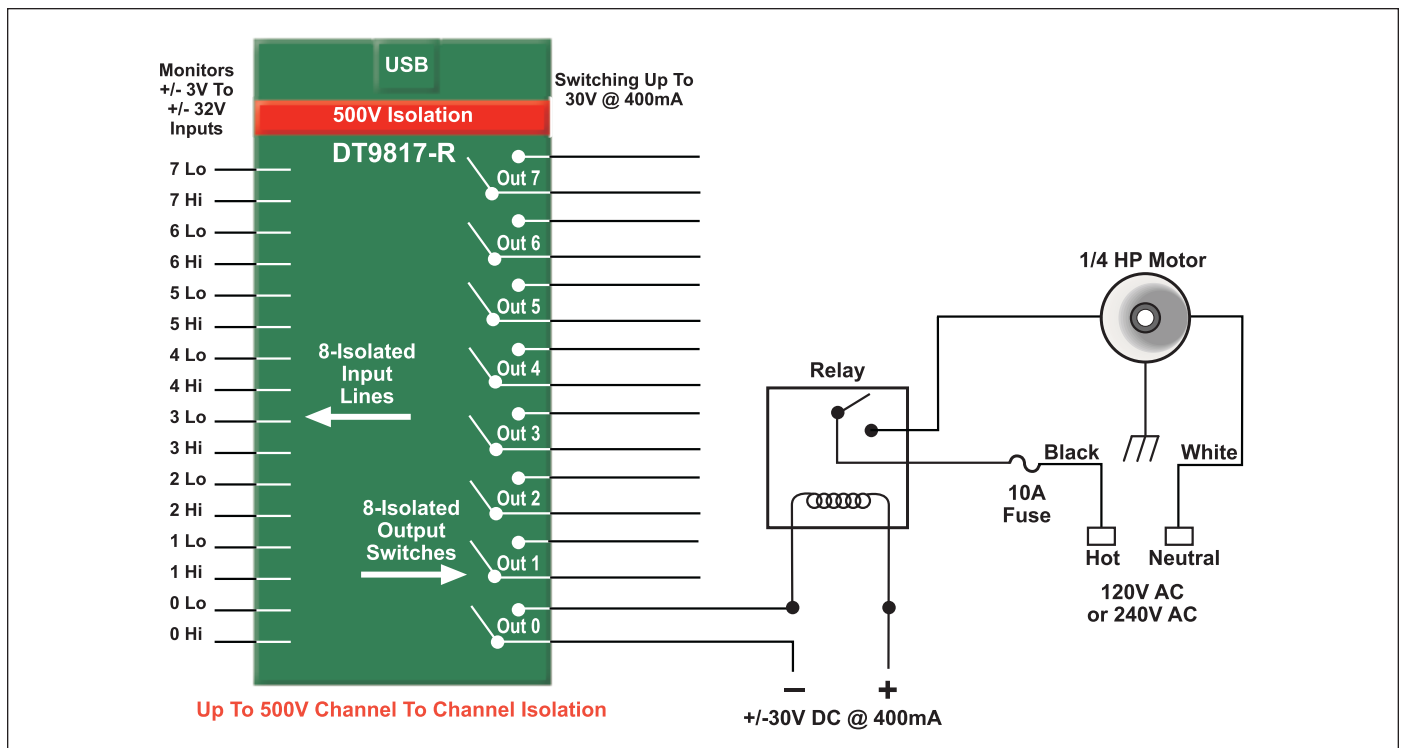 USB
Monitors
+/- 3V To
+/- 32V
Inputs
Switching Up To
30V @ 400mA
500V Isolation
DT9817-R
7 Lo
7 Hi
6 Lo
6 Hi
5 Lo
5 Hi
4 Lo
4 Hi
3 Lo
3 Hi
2 Lo
2 Hi
1 Lo
1 Hi
0 Lo
0 Hi
8-Isolated
Input
Lines
8-Isolated
Output
Switches
Out 7
Out 6
Out 5
Out 4
Out 3
Out 2
Out 1
Out 0
Relay
1/4 HP Motor
Black
White
10A
Fuse
Hot
Neutral
120V AC
or 240V AC
– +
+/-30V DC @ 400mA
Up To 500V Channel To Channel Isolation